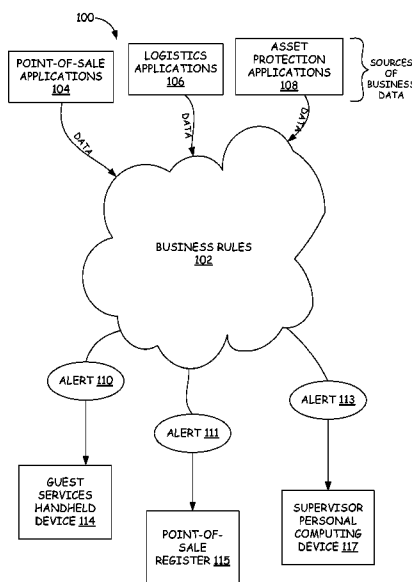 100
POINT-OF-SALE
APPLICATIONS
104
LOGISTICS
APPLICATIONS
106
ASSET
PROTECTION
APPLICATIONS
108
SOURCES
OF
BUSINESS
DATA
DATA
DATA
DATA
BUSINESS RULES
102
ALERT 110
ALERT 111
ALERT 113
GUEST
SERVICES
HANDHELD
DEVICE 114
POINT-OF-
SALE
REGISTER 115
SUPERVISOR
PERSONAL
COMPUTING
DEVICE 117